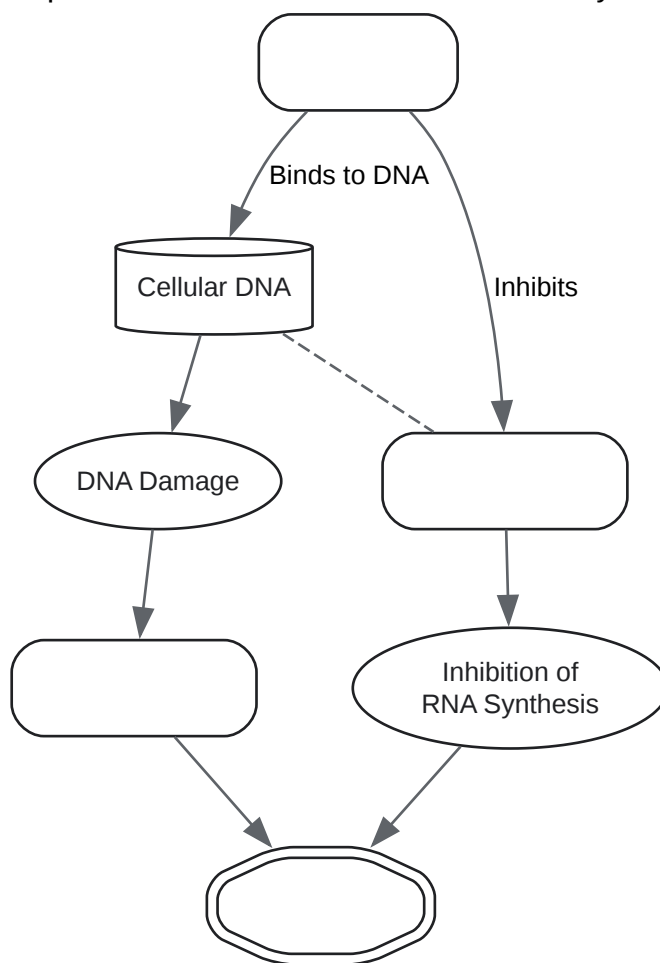 Binds to DNA
Cellular DNA
Inhibits
DNA Damage
Inhibition of
RNA Synthesis